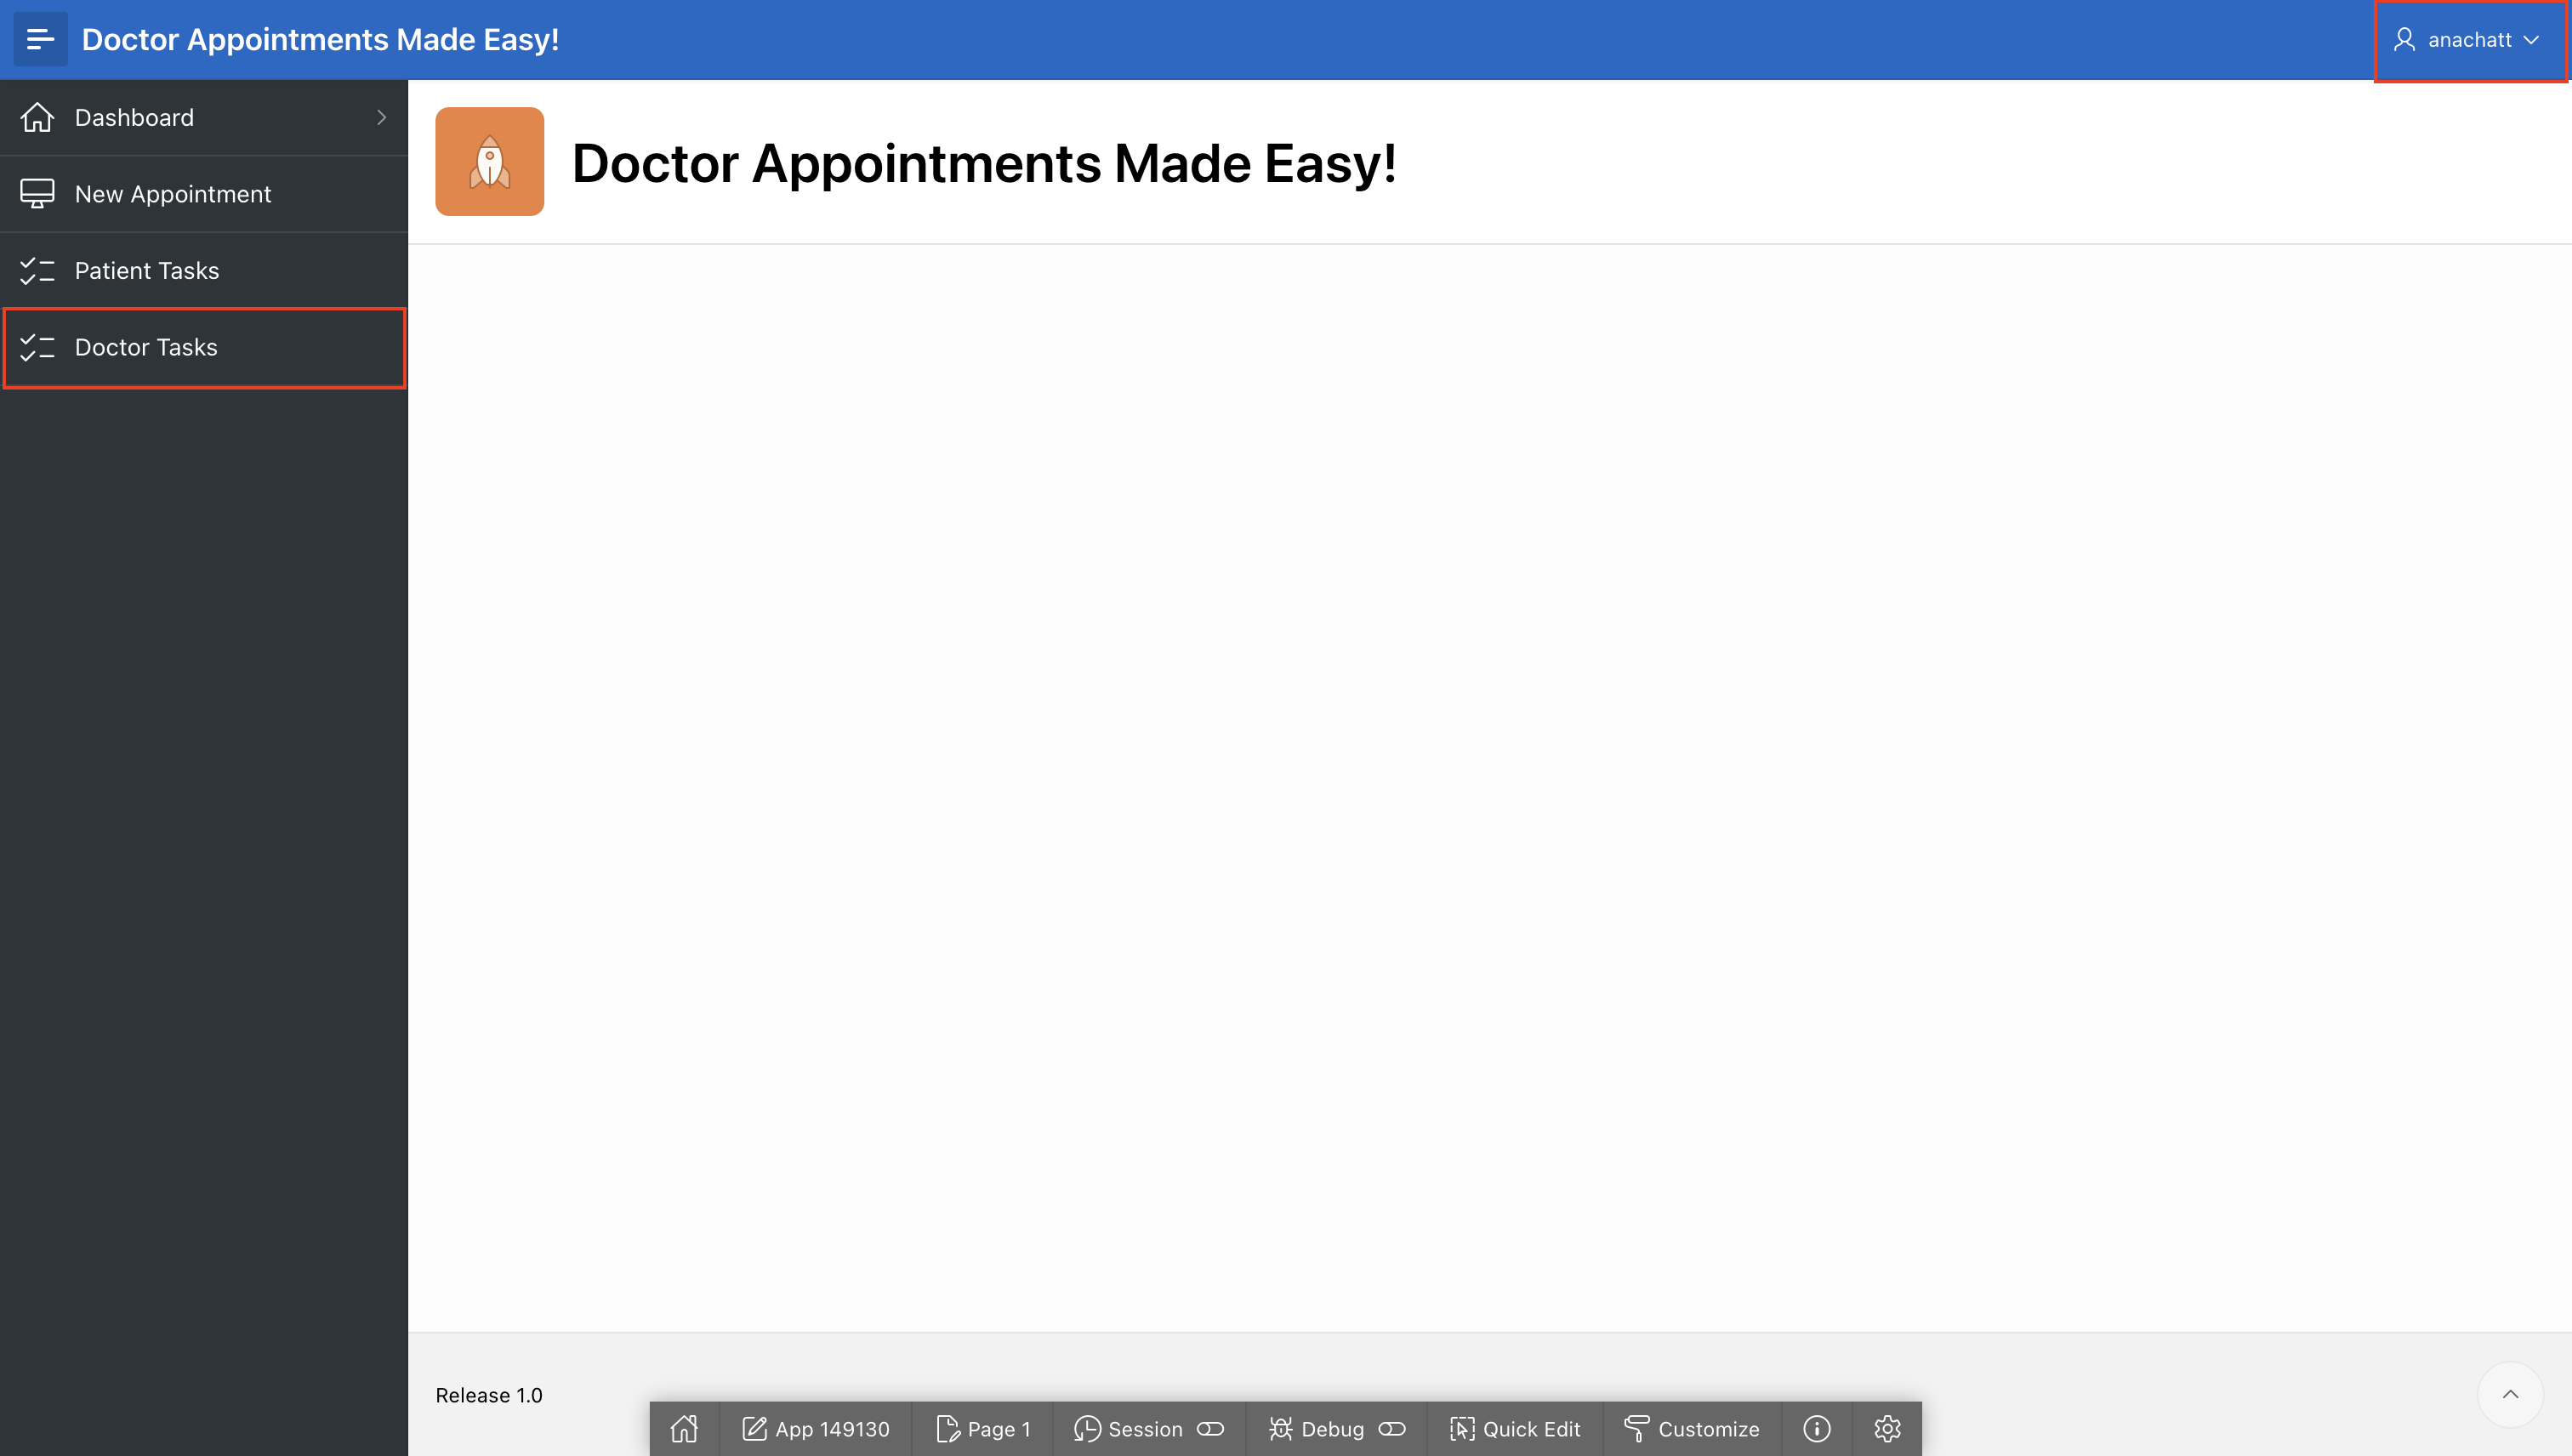 Doctor Appointments Made Easy!
anachatt
Dashboard
New Appointment
Patient Tasks
Doctor Tasks
Doctor Appointments Made Easy!
Release 1.0
App 149130
Page 1
Session
Debug
Quick Edit
Customize